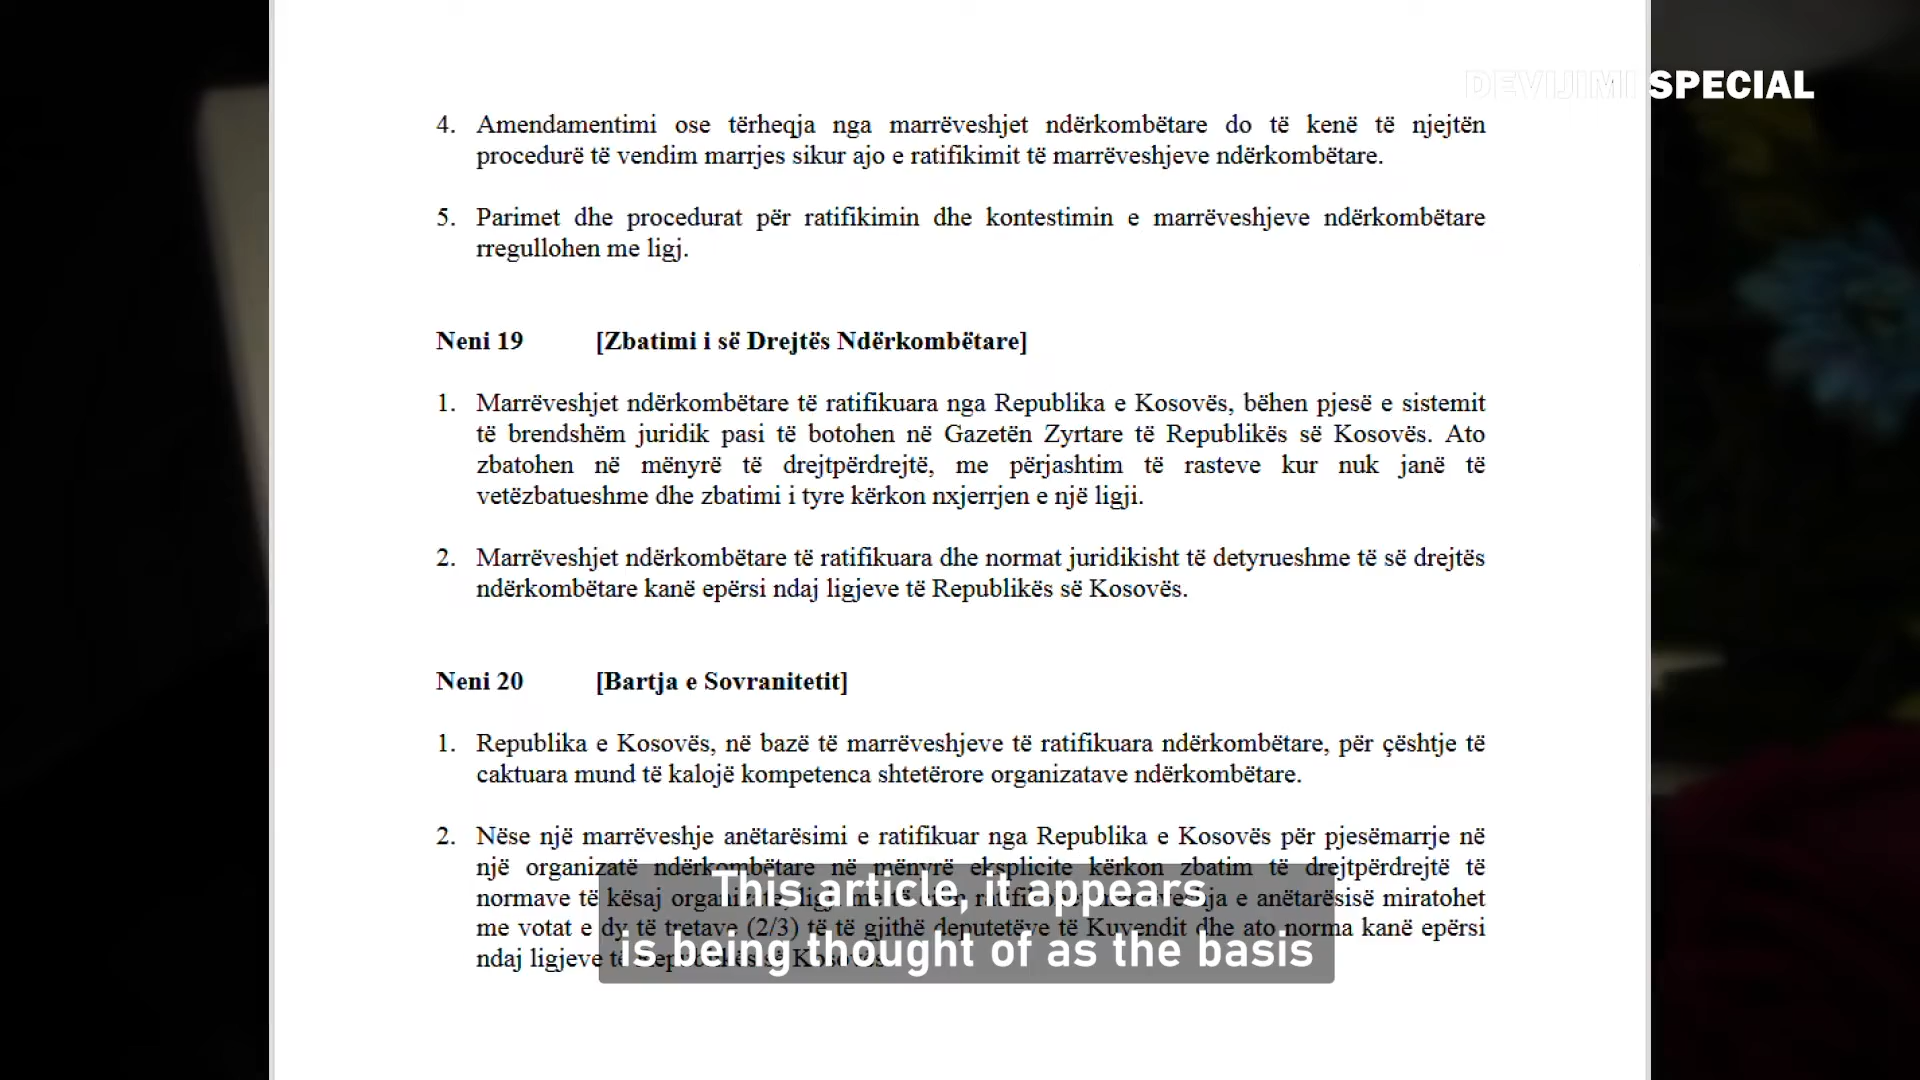 DEVIJIMI SPECIAL
4. Amendamentimi ose tërheqja nga marrëveshjet ndërkombëtare do të kenë të njejtën
procedurë të vendim marrjes sikur ajo e ratifikimit të marrëveshjeve ndërkombëtare.
5. Parimet dhe procedurat për ratifikimin dhe kontestimin e marrëveshjeve ndërkombëtare
rregullohen me ligj.
Neni 19 [Zbatimi i së Drejtës Ndërkombëtare]
1. Marrëveshjet ndërkombëtare të ratifikuara nga Republika e Kosovës, bëhen pjesë e sistemit
të brendshëm juridik pasi të botohen në Gazetën Zyrtare të Republikës së Kosovës. Ato
zbatohen në mënyrë të drejtpërdrejtë, me përjashtim të rasteve kur nuk janë të
vetëzbatueshme dhe zbatimi i tyre kërkon nxjerrjen e një ligji.
2. Marrëveshjet ndërkombëtare të ratifikuara dhe normat juridikisht të detyrueshme të së drejtës
ndërkombëtare kanë epërsi ndaj ligjeve të Republikës së Kosovës.
Neni 20 [Bartja e Sovranitetit]
1. Republika e Kosovës, në bazë të marrëveshjeve të ratifikuara ndërkombëtare, për çështje të
caktuara mund të kalojë kompetenca shtetërore organizatave ndërkombëtare.
2. Nëse një marrëveshje anëtarësimi e ratifikuar nga Republika e Kosovës për pjesëmarrje në
një organizatë ndërkombëtare në mënyrë eksplicite kërkon zbatim të drejtpërdrejtë të
normave të kësaj e anëtarësisë miratohet
me votat e dy të tretave (2/3) të të gjithë deputetëve të Kuvendit dhe ato norma kanë epërsi
ndaj ligjeve
This article, it appears
is being thought of as the basis